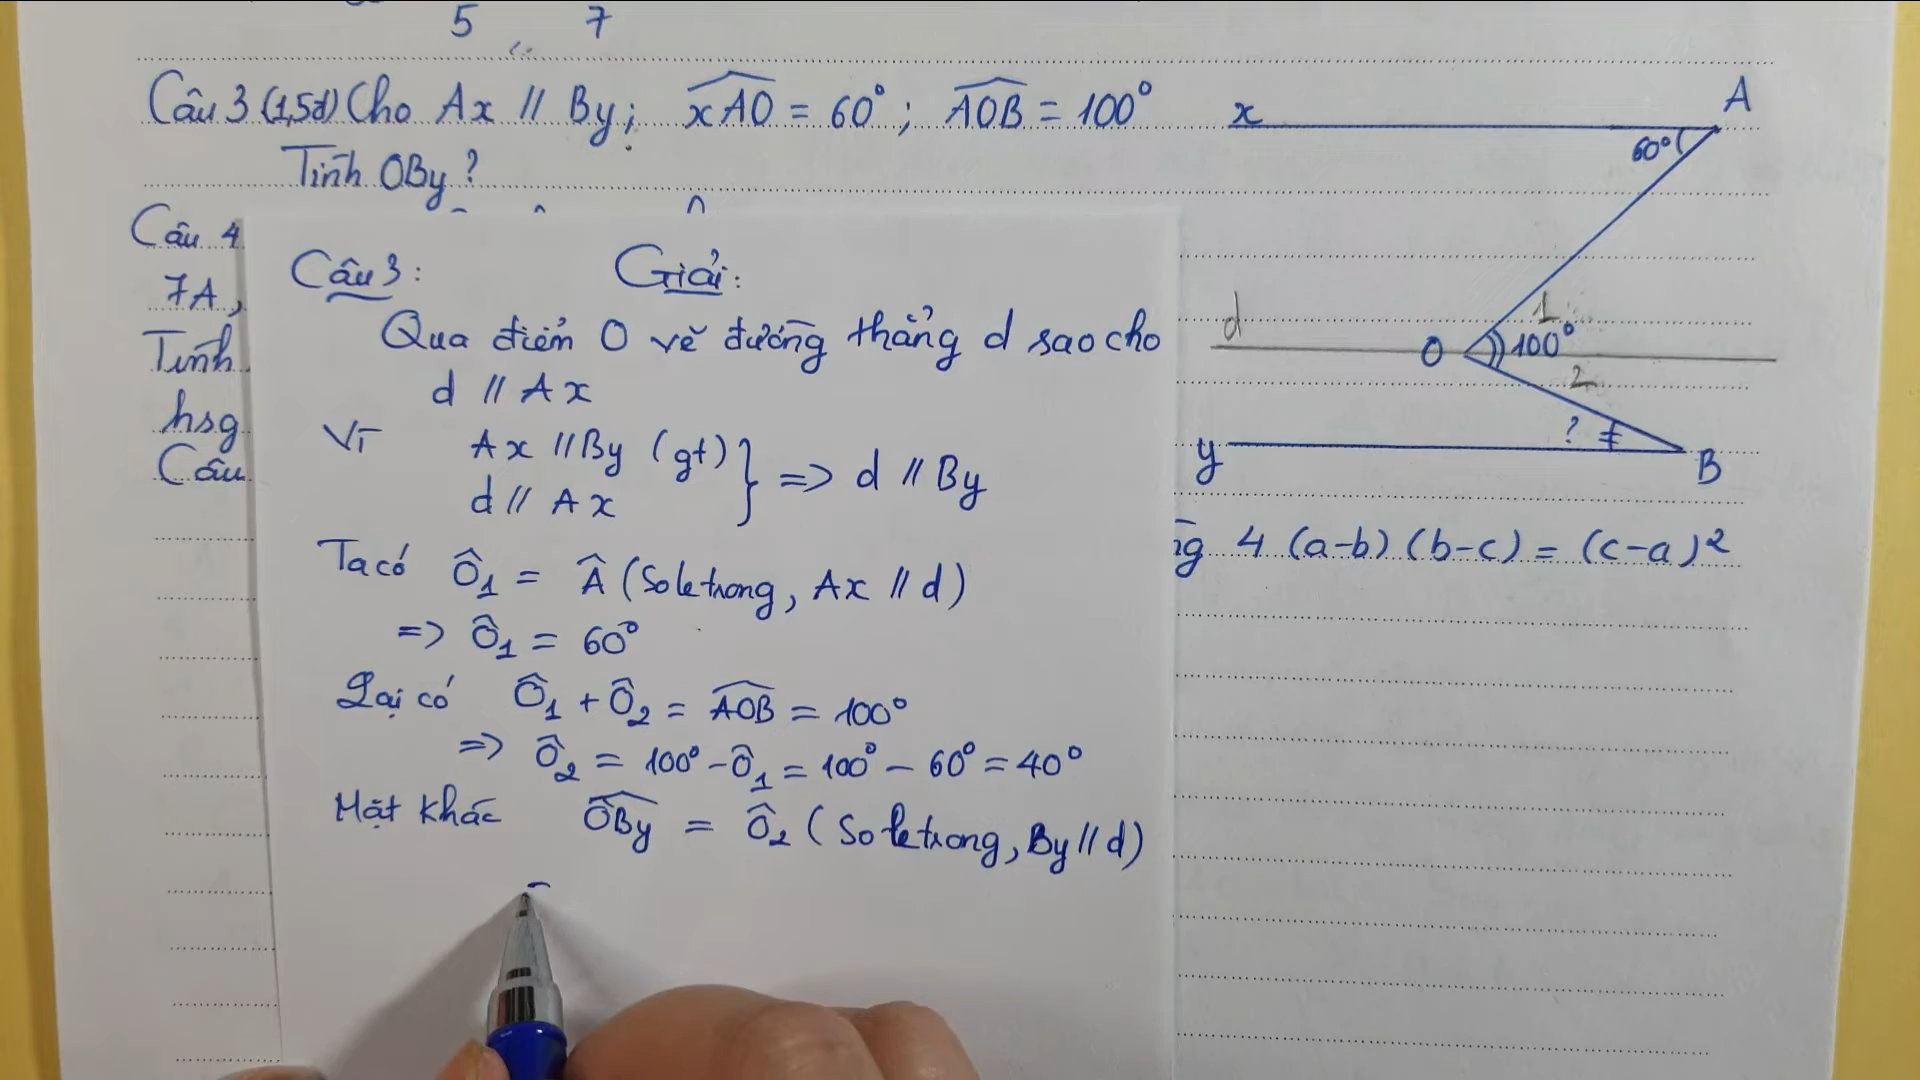 5 7
Câu 3 (1,5đ) Cho Ax // By; xAO = 60°; AOB = 100°
Tính OBy?
x A
60°
d 1
O 100°
2
? 
y B
Câu 4
7A,
Tính
hsg
Câu
4 (a-b) (b-c) = (c-a)²
Câu 3: Giải:
Qua điểm O vẽ đường thẳng d sao cho
d // Ax
Vì Ax // By (gt)
d // Ax } => d // By
Ta có Ô₁ = Â (So le trong, Ax // d)
=> Ô₁ = 60°
Lại có Ô₁ + Ô₂ = AOB = 100°
=> Ô₂ = 100° - Ô₁ = 100° - 60° = 40°
Mặt khác OBy = Ô₂ (So le trong, By // d)